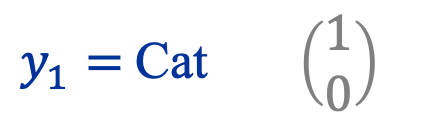 y₁ = Cat (1 0)